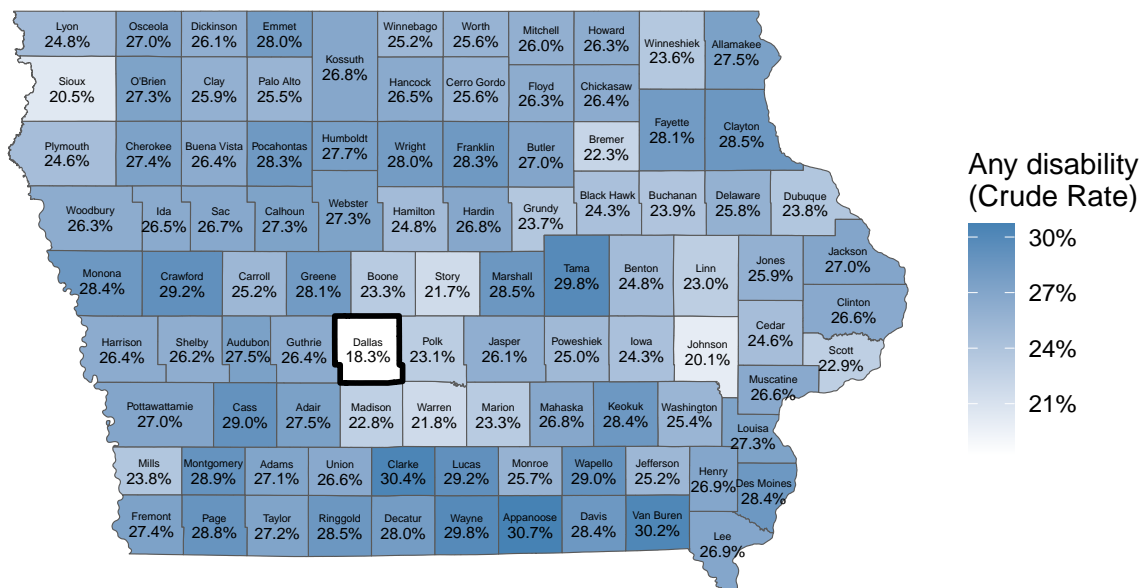 Lyon
24.8%
Osceola
27.0%
Dickinson
26.1%
Emmet
28.0%
Kossuth
26.8%
Winnebago
25.2%
Worth
25.6%
Mitchell
26.0%
Howard
26.3%
Winneshiek
23.6%
Allamakee
27.5%
Sioux
20.5%
O'Brien
27.3%
Clay
25.9%
Palo Alto
25.5%
Hancock
26.5%
Cerro Gordo
25.6%
Floyd
26.3%
Chickasaw
26.4%
Fayette
28.1%
Clayton
28.5%
Plymouth
24.6%
Cherokee
27.4%
Buena Vista
26.4%
Pocahontas
28.3%
Humboldt
27.7%
Wright
28.0%
Franklin
28.3%
Butler
27.0%
Bremer
22.3%
Woodbury
26.3%
Ida
26.5%
Sac
26.7%
Calhoun
27.3%
Webster
27.3%
Hamilton
24.8%
Hardin
26.8%
Grundy
23.7%
Black Hawk
24.3%
Buchanan
23.9%
Delaware
25.8%
Dubuque
23.8%
Monona
28.4%
Crawford
29.2%
Carroll
25.2%
Greene
28.1%
Boone
23.3%
Story
21.7%
Marshall
28.5%
Tama
29.8%
Benton
24.8%
Linn
23.0%
Jones
25.9%
Jackson
27.0%
Clinton
26.6%
Harrison
26.4%
Shelby
26.2%
Audubon
27.5%
Guthrie
26.4%
Dallas
18.3%
Polk
23.1%
Jasper
26.1%
Poweshiek
25.0%
Iowa
24.3%
Johnson
20.1%
Cedar
24.6%
Scott
22.9%
Muscatine
26.6%
Pottawattamie
27.0%
Cass
29.0%
Adair
27.5%
Madison
22.8%
Warren
21.8%
Marion
23.3%
Mahaska
26.8%
Keokuk
28.4%
Washington
25.4%
Louisa
27.3%
Mills
23.8%
Montgomery
28.9%
Adams
27.1%
Union
26.6%
Clarke
30.4%
Lucas
29.2%
Monroe
25.7%
Wapello
29.0%
Jefferson
25.2%
Henry
26.9%
Des Moines
28.4%
Fremont
27.4%
Page
28.8%
Taylor
27.2%
Ringgold
28.5%
Decatur
28.0%
Wayne
29.8%
Appanoose
30.7%
Davis
28.4%
Van Buren
30.2%
Lee
26.9%
Any disability
(Crude Rate)
30%
27%
24%
21%